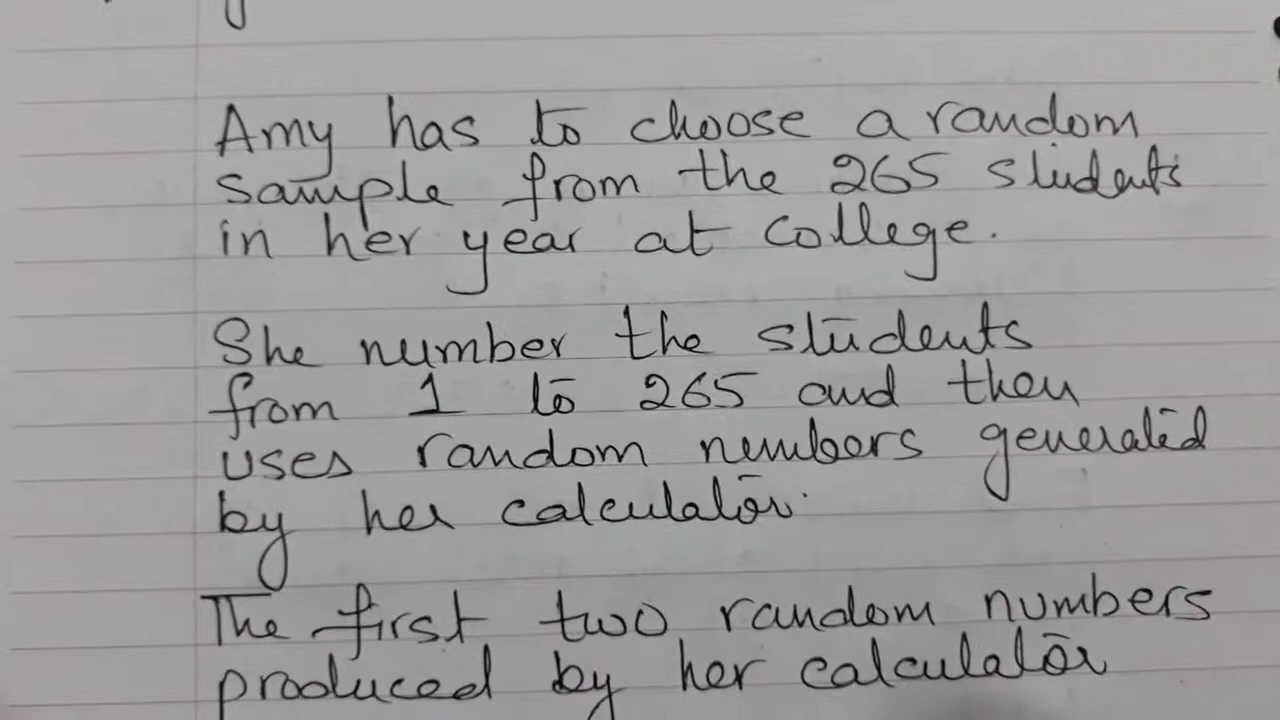 Amy has to choose a random
sample from the 265 students
in her year at college.
She number the students
from 1 to 265 and then
uses random numbers generated
by her calculator.
The first two random numbers
produced by her calculator